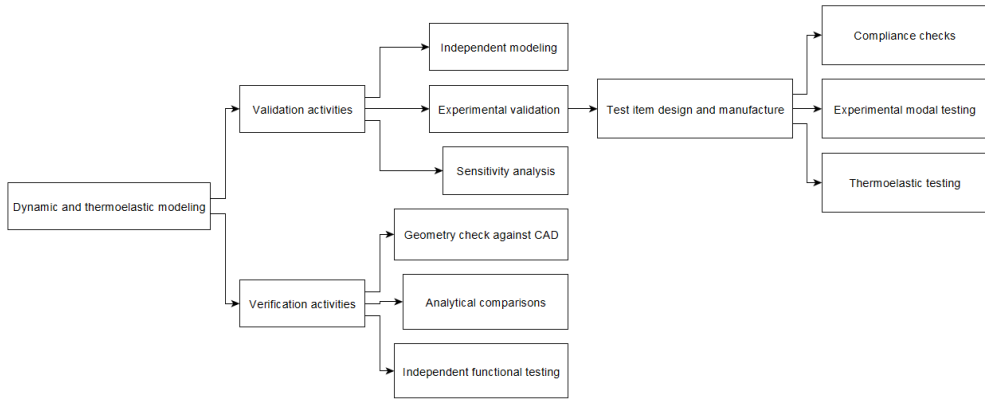 Compliance checks
Independent modeling
Validation activities
Experimental validation
Test item design and manufacture
Experimental modal testing
Sensitivity analysis
Thermoelastic testing
Dynamic and thermoelastic modeling
Geometry check against CAD
Verification activities
Analytical comparisons
Independent functional testing